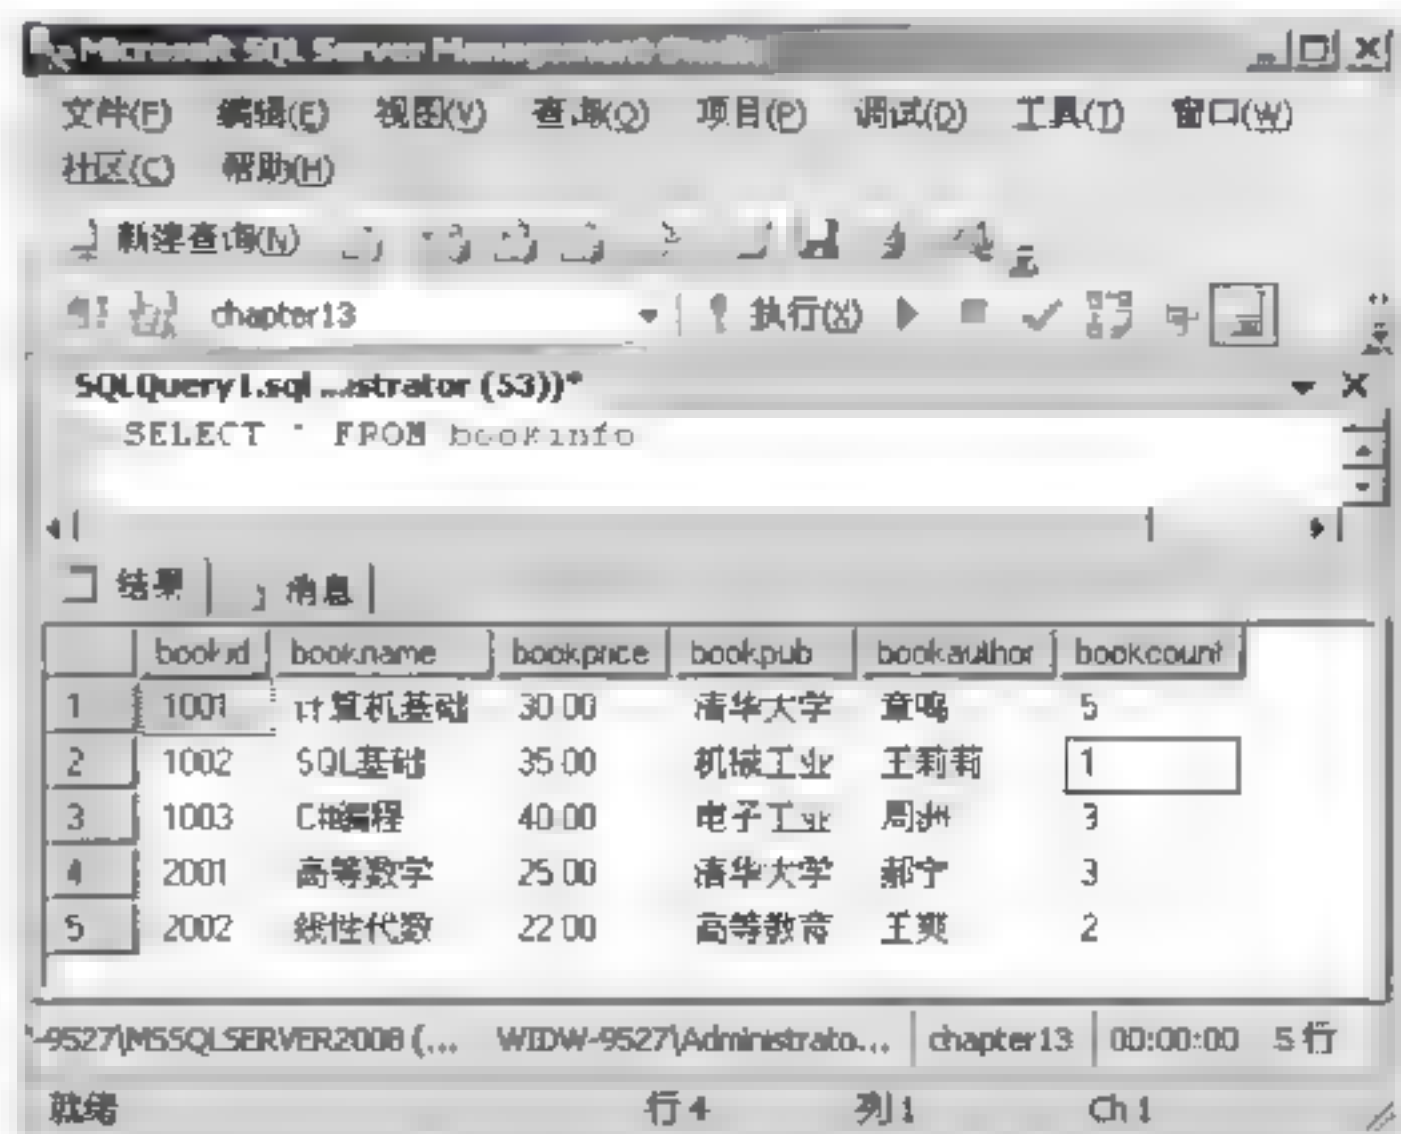 Microsoft SQL Server Management Studio
文件(F) 编辑(E) 视图(V) 查询(Q) 项目(P) 调试(D) 工具(T) 窗口(W)
社区(C) 帮助(H)
新建查询(N)
chapter13 执行(X)
SQLQuery1.sql ...istrator (53))*
SELECT * FROM bookinfo
结果 消息
bookid bookname bookprice bookpub bookauthor bookcount
1 1001 计算机基础 30.00 清华大学 章鸣 5
2 1002 SQL基础 35.00 机械工业 王莉莉 1
3 1003 C#编程 40.00 电子工业 周洲 3
4 2001 高等数学 25.00 清华大学 郝宁 3
5 2002 线性代数 22.00 高等教育 王爽 2
-9527\MSSQLSERVER2008 (... WIDW-9527\Administrato... chapter13 00:00:00 5 行
就绪 行 4 列 1 Ch 1